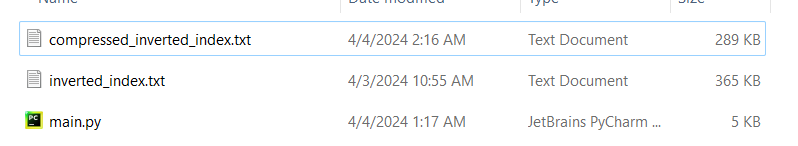 Name Date modified Type Size
compressed_inverted_index.txt 4/4/2024 2:16 AM Text Document 289 KB
inverted_index.txt 4/3/2024 10:55 AM Text Document 365 KB
PC main.py 4/4/2024 1:17 AM JetBrains PyCharm ... 5 KB